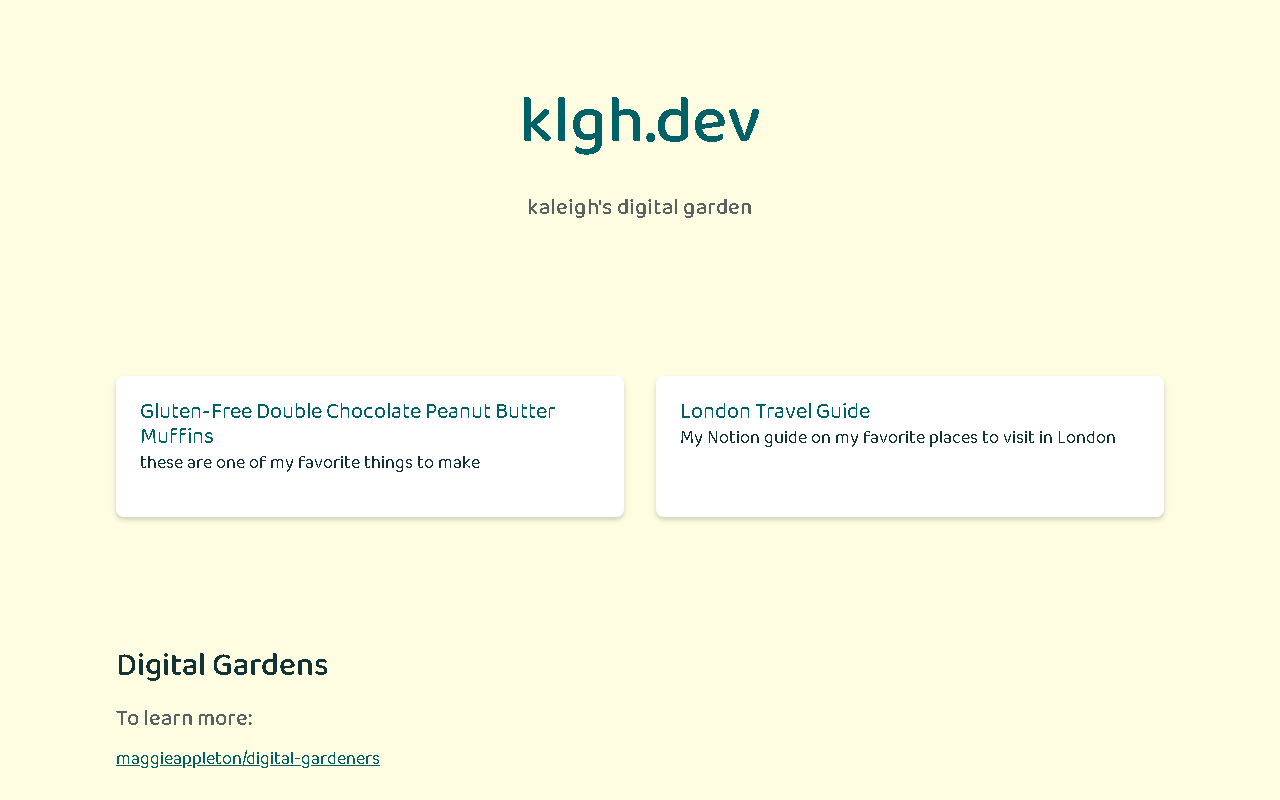 klgh.dev
kaleigh's digital garden
Gluten-Free Double Chocolate Peanut Butter
Muffins
these are one of my favorite things to make
London Travel Guide
My Notion guide on my favorite places to visit in London
Digital Gardens
To learn more:
maggieappleton/digital-gardeners